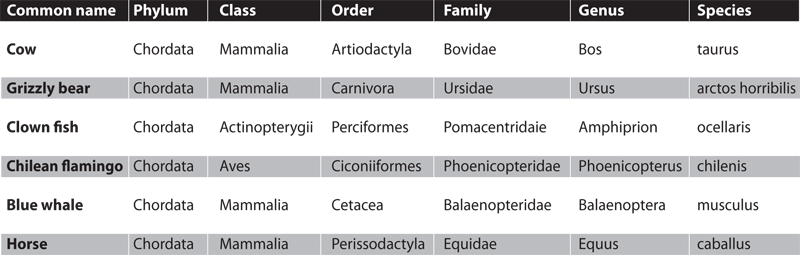 Common name Phylum Class Order Family Genus Species
Cow Chordata Mammalia Artiodactyla Bovidae Bos taurus
Grizzly bear Chordata Mammalia Carnivora Ursidae Ursus arctos horribilis
Clown fish Chordata Actinopterygii Perciformes Pomacentridaie Amphiprion ocellaris
Chilean flamingo Chordata Aves Ciconiiformes Phoenicopteridae Phoenicopterus chilenis
Blue whale Chordata Mammalia Cetacea Balaenopteridae Balaenoptera musculus
Horse Chordata Mammalia Perissodactyla Equidae Equus caballus